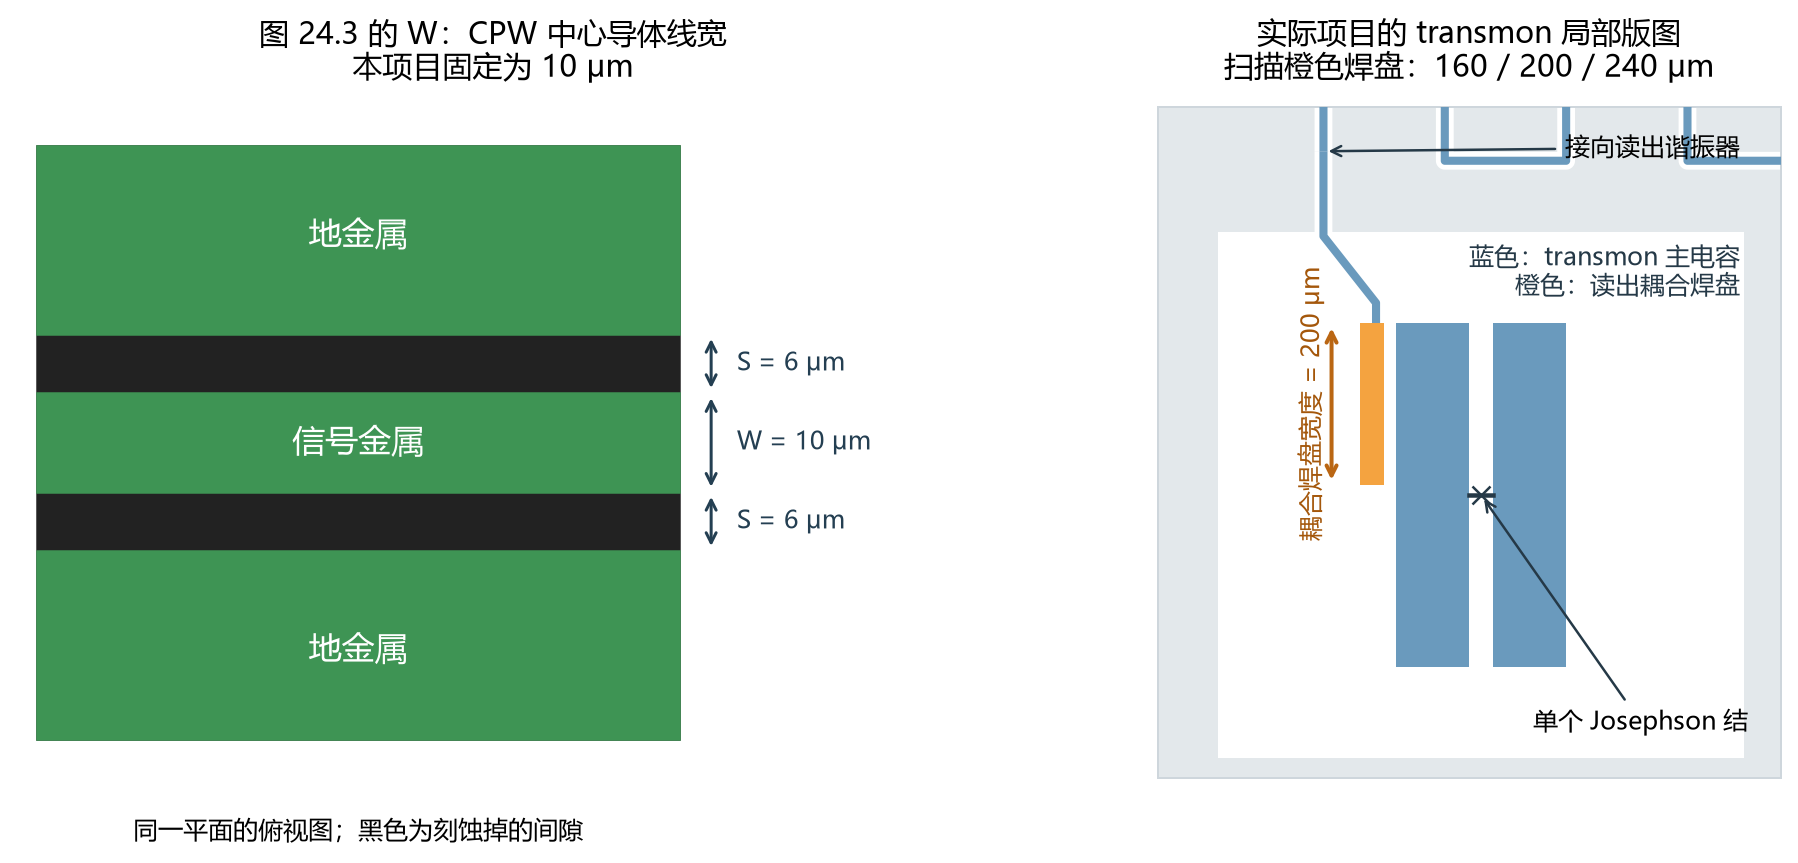 图 24.3 的 W：CPW 中心导体线宽
本项目固定为 10 μm
地金属
信号金属
地金属
S = 6 μm
W = 10 μm
S = 6 μm
同一平面的俯视图；黑色为刻蚀掉的间隙
实际项目的 transmon 局部版图
扫描橙色焊盘：160 / 200 / 240 μm
接向读出谐振器
蓝色：transmon 主电容
橙色：读出耦合焊盘
耦合焊盘宽度 = 200 μm
单个 Josephson 结